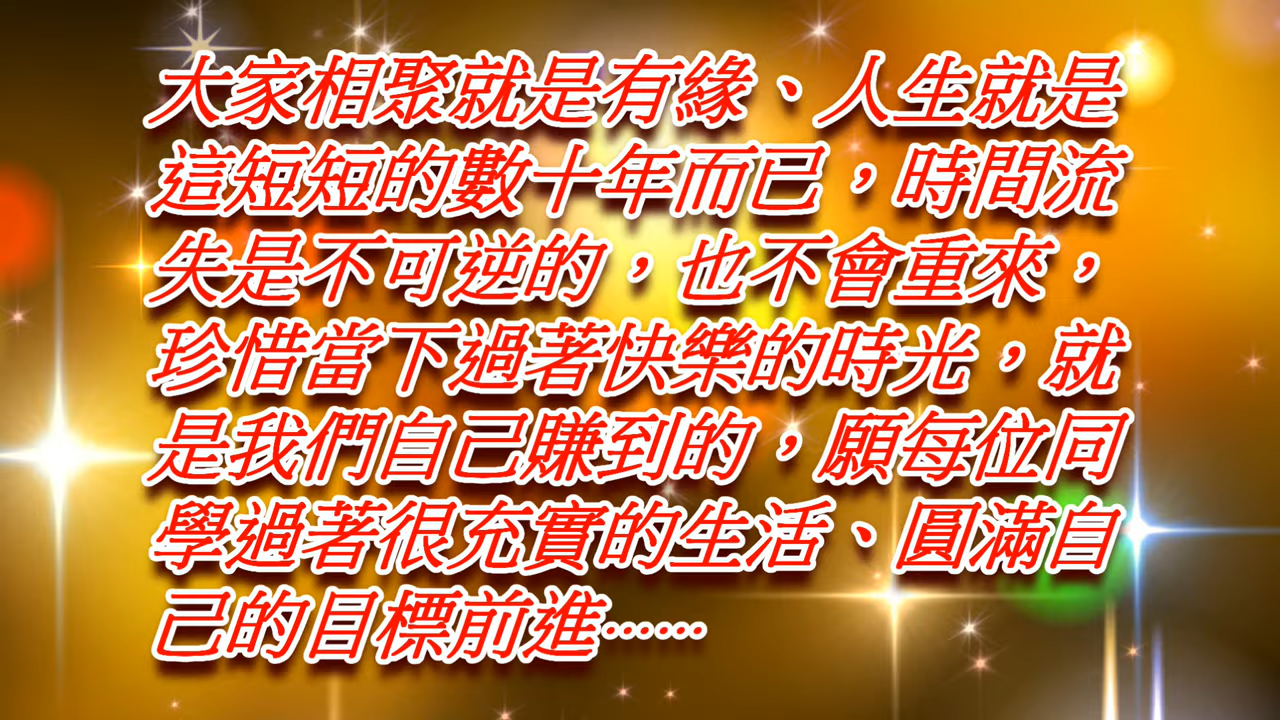 大家相聚就是有緣、人生就是
這短短的數十年而已，時間流
失是不可逆的，也不會重來，
珍惜當下過著快樂的時光，就
是我們自己賺到的，願每位同
學過著很充實的生活、圓滿自
己的目標前進……